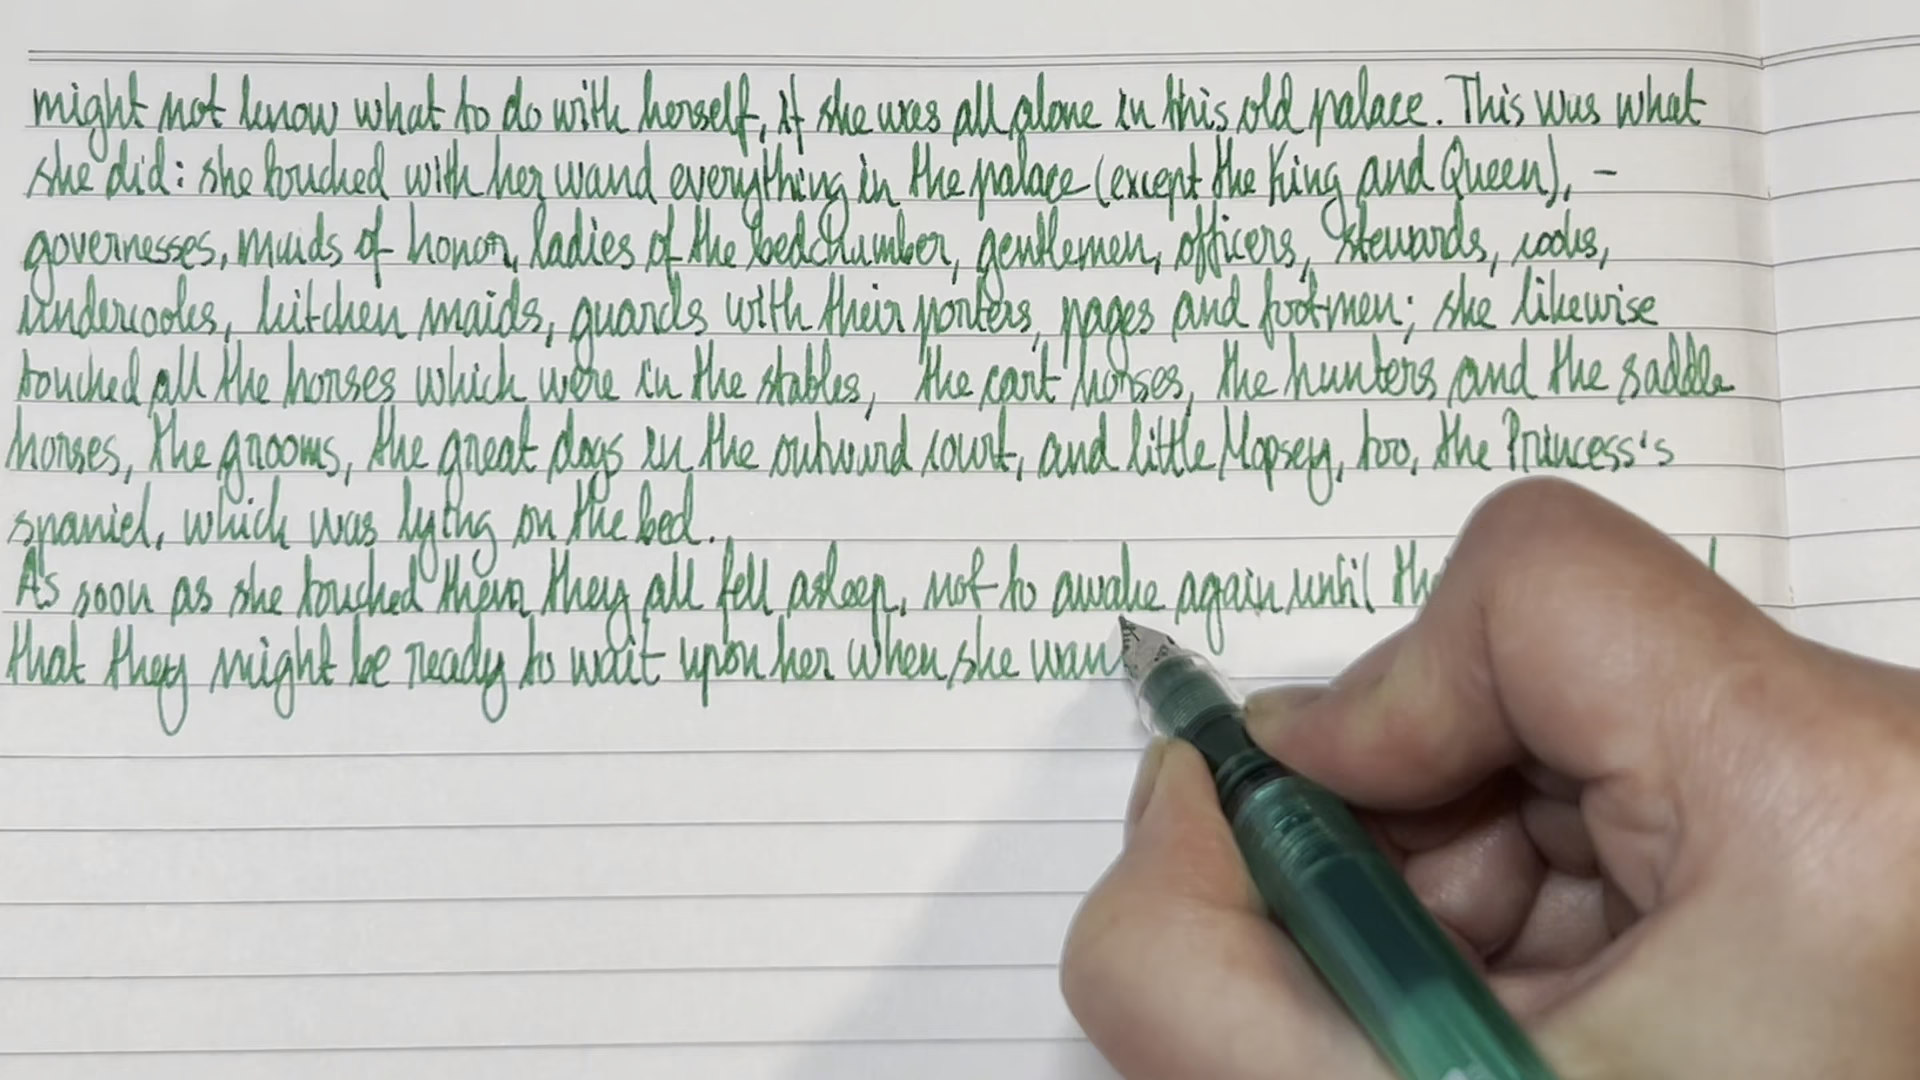 might not know what to do with herself, if she was all alone in this old palace. This was what
she did: she touched with her wand everything in the palace (except the King and Queen), -
governesses, maids of honor, ladies of the bedchamber, gentlemen, officers, stewards, cooks,
undercooks, kitchen maids, guards with their porters, pages and footmen; she likewise
touched all the horses which were in the stables, the cart horses, the hunters and the saddle
horses, the grooms, the great dogs in the outward court, and little Mopsey, too, the Princess's
spaniel, which was lying on the bed.
As soon as she touched them they all fell asleep, not to awake again until
that they might be ready to wait upon her when she wan